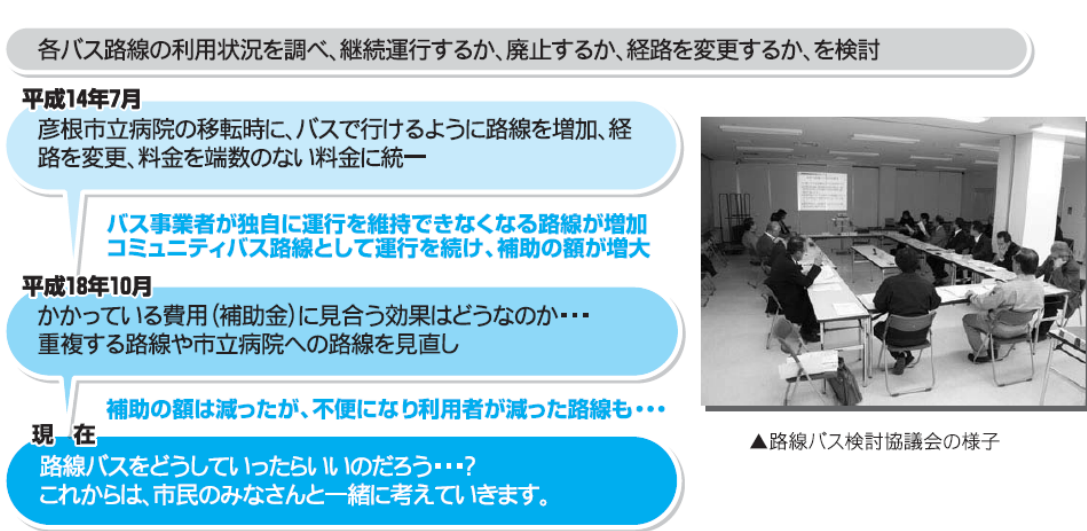 各バス路線の利用状況を調べ、継続運行するか、廃止するか、経路を変更するか、を検討
平成14年7月
彦根市立病院の移転時に、バスで行けるように路線を増加、経
路を変更、料金を端数のない料金に統一
バス事業者が独自に運行を維持できなくなる路線が増加
コミュニティバス路線として運行を続け、補助の額が増大
平成18年10月
かかっている費用(補助金)に見合う効果はどうなのか・・・
重複する路線や市立病院への路線を見直し
補助の額は減ったが、不便になり利用者が減った路線も・・・
現 在
路線バスをどうしていったらいいのだろう・・・?
これからは、市民のみなさんと一緒に考えていきます。
▲路線バス検討協議会の様子